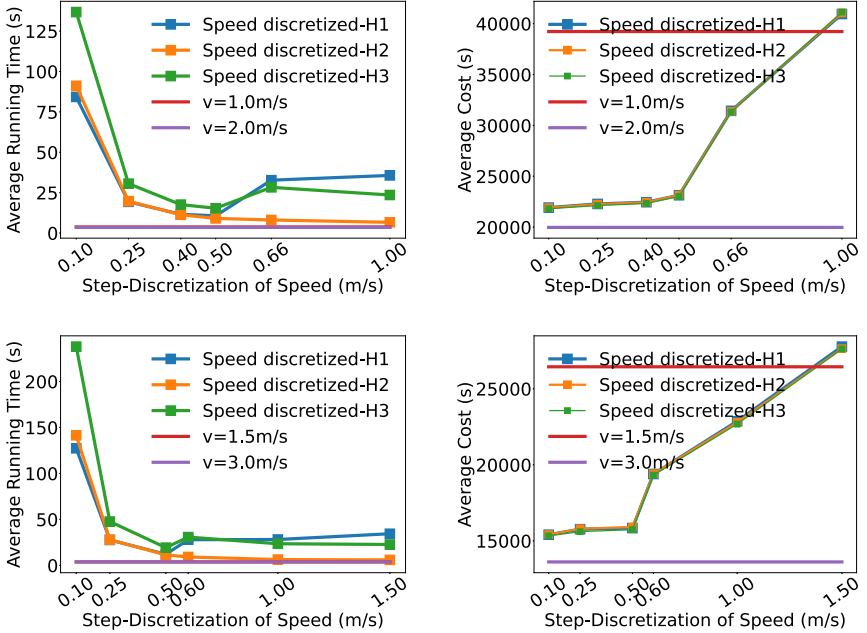 Average Running Time (s)
125
100
75
50
25
0
Speed discretized-H1
Speed discretized-H2
Speed discretized-H3
v=1.0m/s
v=2.0m/s
0.10
0.25
0.40
0.50
0.66
1.00
Step-Discretization of Speed (m/s)
Average Cost (s)
40000
35000
30000
25000
20000
Speed discretized-H1
Speed discretized-H2
Speed discretized-H3
v=1.0m/s
v=2.0m/s
0.10
0.25
0.40
0.50
0.66
1.00
Step-Discretization of Speed (m/s)
Average Running Time (s)
200
150
100
50
0
Speed discretized-H1
Speed discretized-H2
Speed discretized-H3
v=1.5m/s
v=3.0m/s
0.10
0.25
0.50
0.60
1.00
1.50
Step-Discretization of Speed (m/s)
Average Cost (s)
25000
20000
15000
Speed discretized-H1
Speed discretized-H2
Speed discretized-H3
v=1.5m/s
v=3.0m/s
0.10
0.25
0.50
0.60
1.00
1.50
Step-Discretization of Speed (m/s)